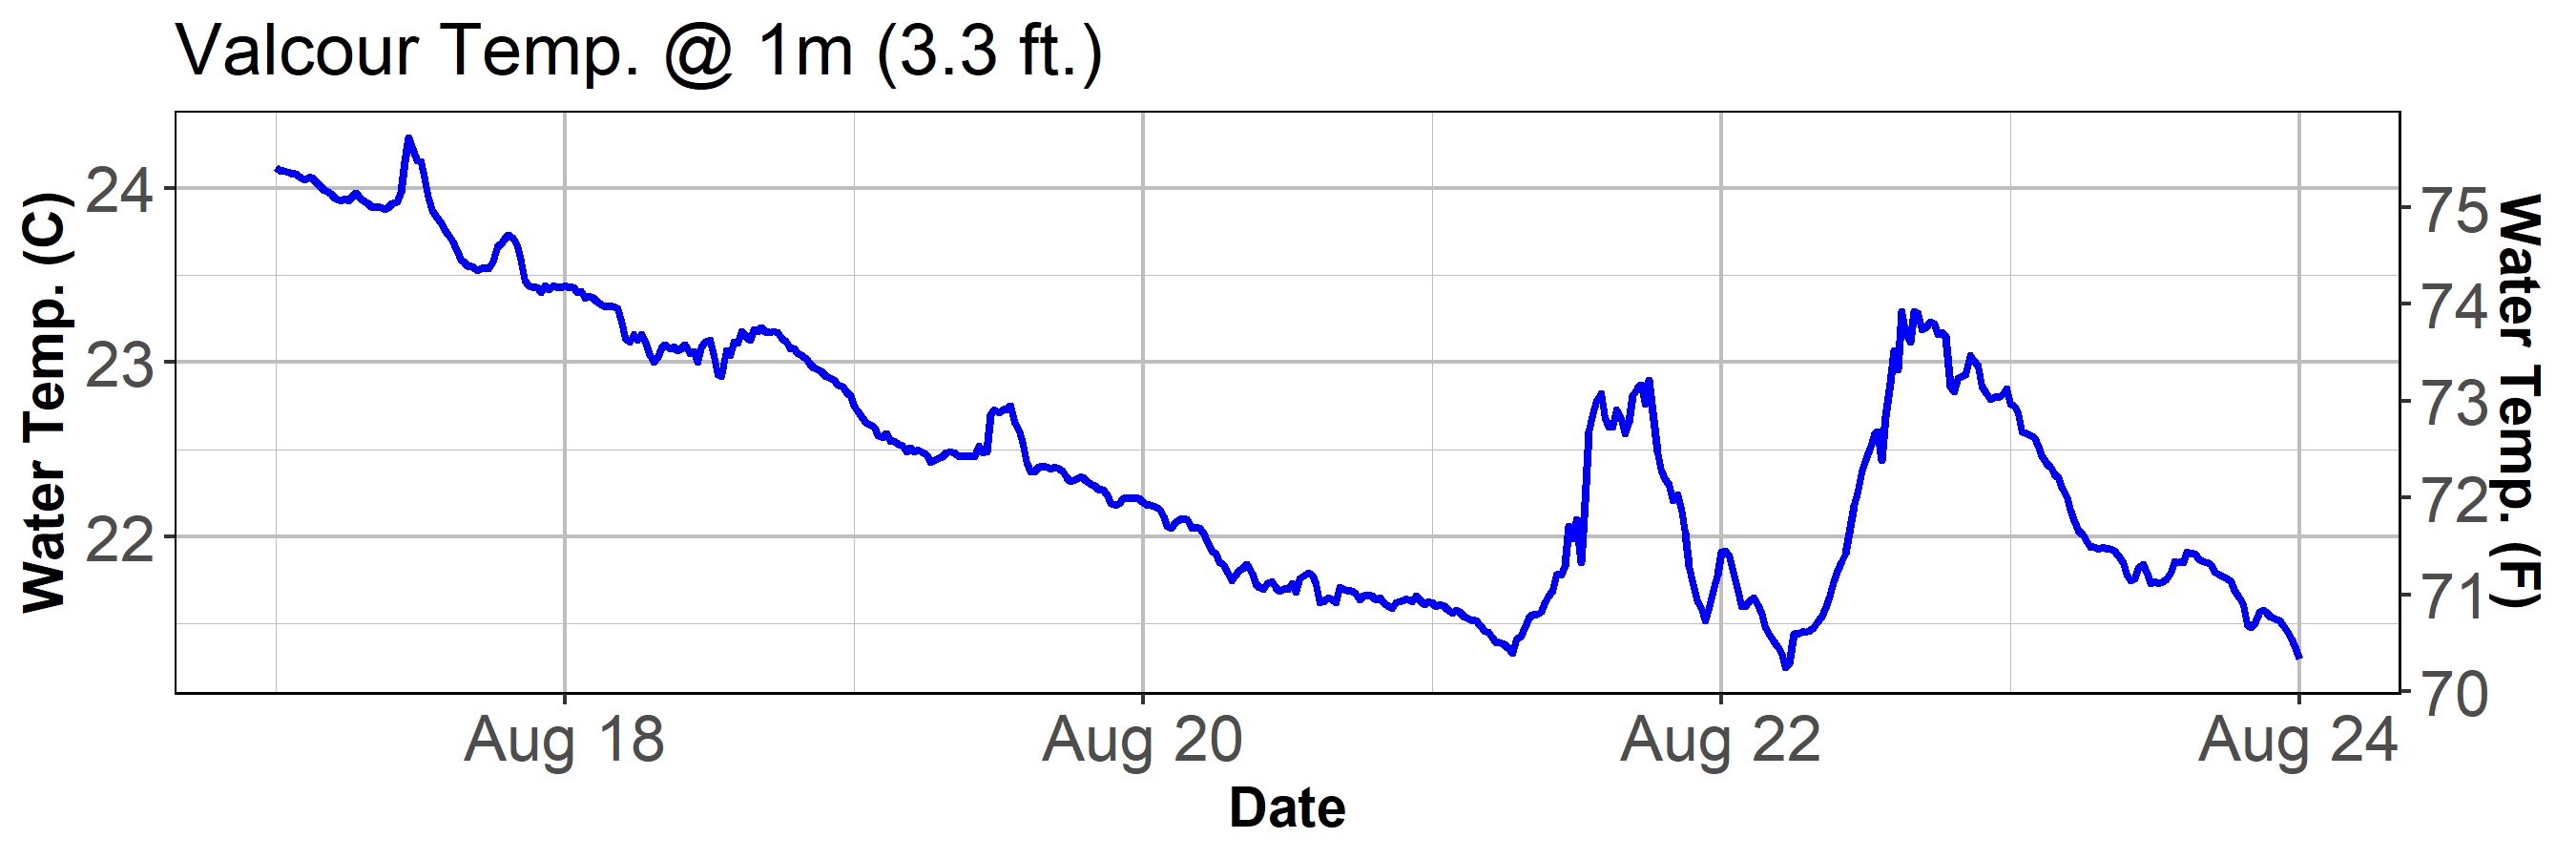 Valcour Temp. @ 1m (3.3 ft.)
Water Temp. (C)
24
23
22
75
74
73
72
71
70
Water Temp. (F)
Aug 18
Aug 20
Aug 22
Aug 24
Date